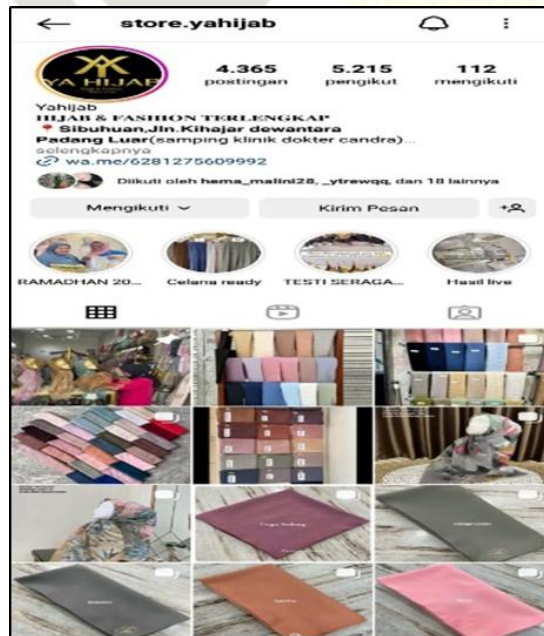 store.yahijab
YA HIJAB
4.365 5.215 112
postingan pengikut mengikuti
Yahijab
HIJAB & FASHION TERLENGKAP
Sibuhuan,Jln.Kihajar dewantara
Padang Luar(samping klinik dokter candra)...
selengkapnya
wa.me/6281275609992
Diikuti oleh hema_malini28, _ytrewqq, dan 18 lainnya
Mengikuti Kirim Pesan
RAMADHAN 20... Celana ready TESTI SERAGA... Hasil live